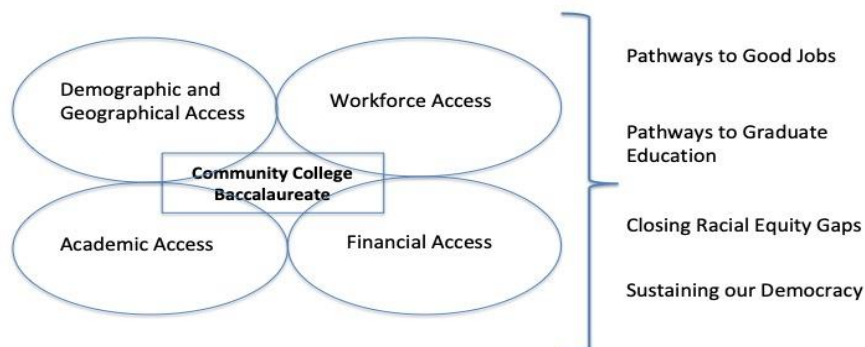 Demographic and
Geographical Access
Workforce Access
Community College
Baccalaureate
Academic Access
Financial Access
Pathways to Good Jobs
Pathways to Graduate
Education
Closing Racial Equity Gaps
Sustaining our Democracy